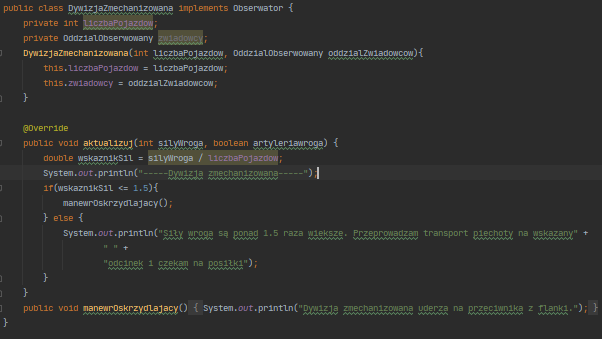 public class DywizjaZmechanizowana implements Obserwator {
    private int liczbaPojazdow;
    private OddzialObserwowany zwiadowcy;
    DywizjaZmechanizowana(int liczbaPojazdow, OddzialObserwowany oddzialZwiadowcow){
        this.liczbaPojazdow = liczbaPojazdow;
        this.zwiadowcy = oddzialZwiadowcow;
    }

    @Override
    public void aktualizuj(int silyWroga, boolean artyleriawroga) {
        double wskaznikSil = silyWroga / liczbaPojazdow;
        System.out.println("-----Dywizja zmechanizowana-----");
        if(wskaznikSil <= 1.5){
            manewrOskrzydlajacy();
        } else {
            System.out.println("Siły wroga są ponad 1.5 raza wieksze. Przeprowadzam transport piechoty na wskazany" +
                    " " +
                    "odcinek i czekam na posiłki");
        }
    }
    public void manewrOskrzydlajacy() { System.out.println("Dywizja zmechanizowana uderza na przeciwnika z flanki."); }
}